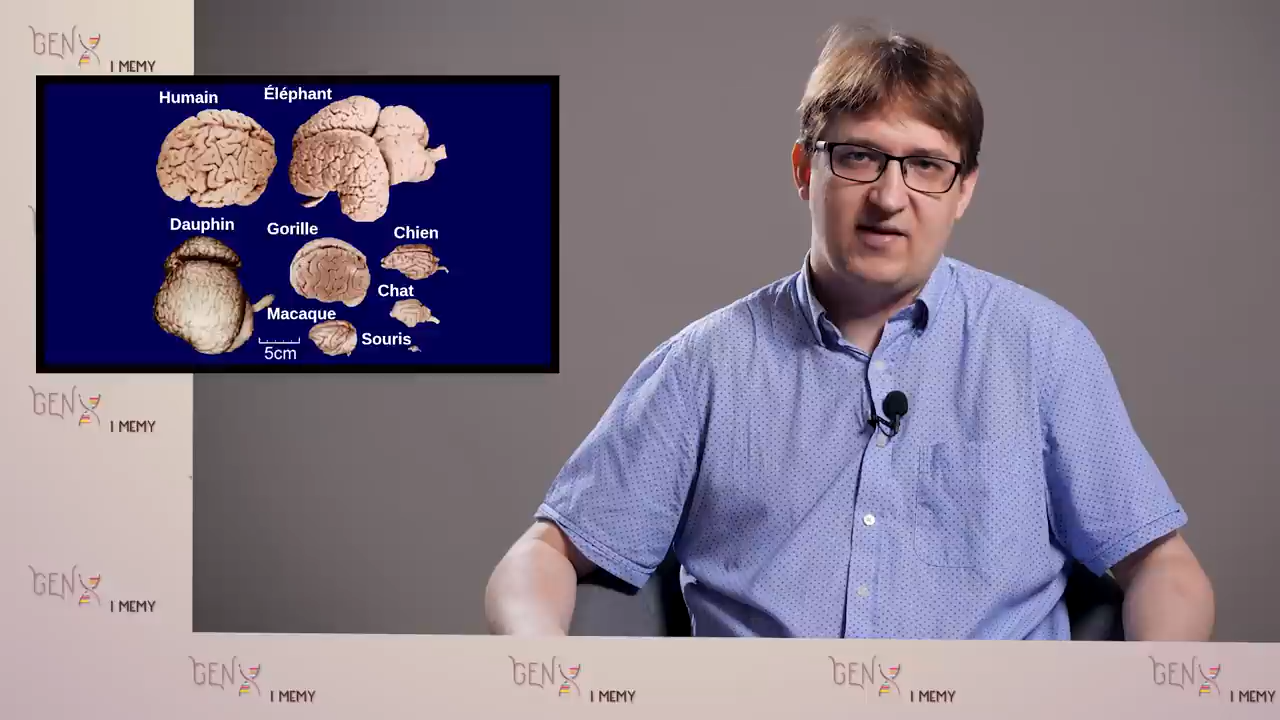 GEN
I MEMY
Humain
Éléphant
Dauphin
Gorille
Chien
Chat
Macaque
Souris
5cm
GEN
I MEMY
GEN
I MEMY
GEN
I MEMY
GEN
I MEMY
GEN
I MEMY
GEN
I MEMY